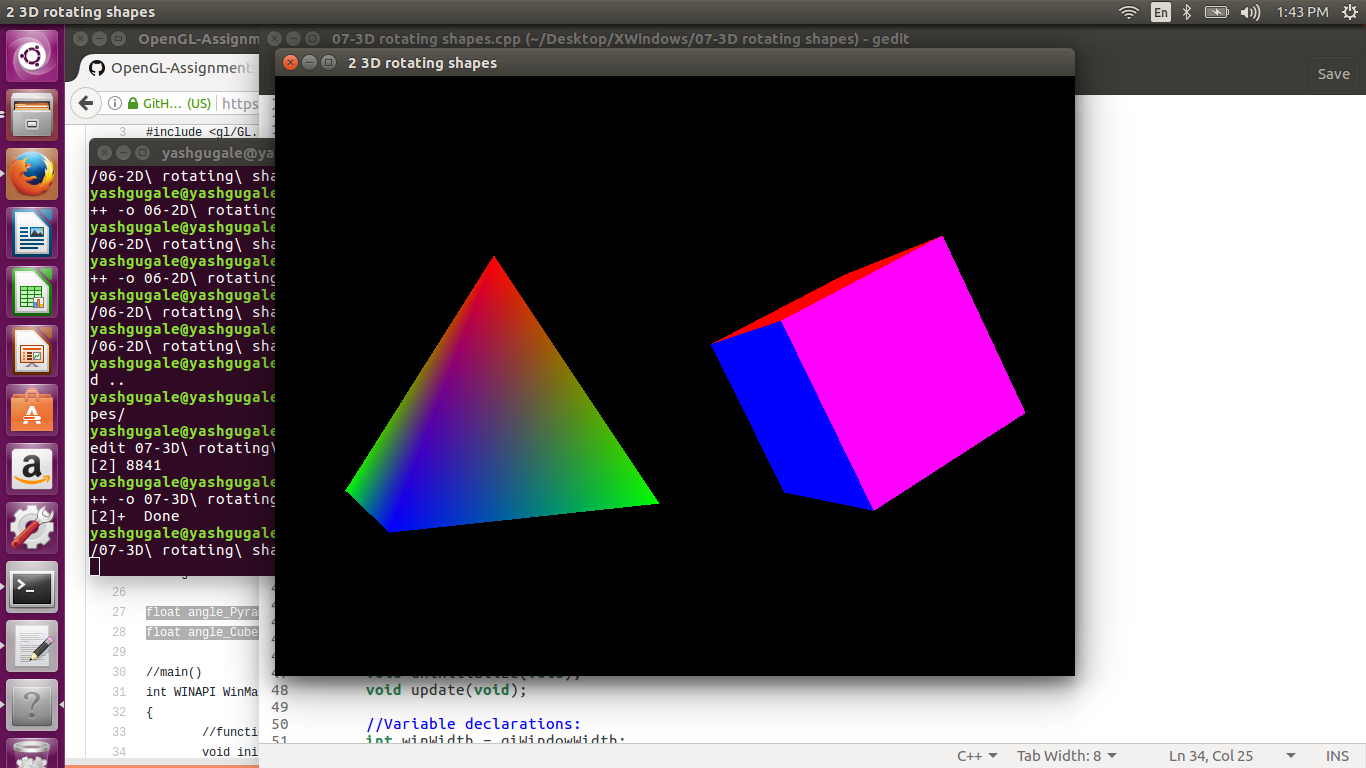 2 3D rotating shapes
En
1:43 PM
OpenGL-Assignm
07-3D rotating shapes.cpp (~/Desktop/XWindows/07-3D rotating shapes) - gedit
OpenGL-Assignment
2 3D rotating shapes
Save
GitH... (US)
https
3 #include <gl/GL.
yashgugale@ya
/06-2D\ rotating\ sha
yashgugale@yashgugale
++ -o 06-2D\ rotating
yashgugale@yashgugale
/06-2D\ rotating\ sha
yashgugale@yashgugale
++ -o 06-2D\ rotating
yashgugale@yashgugale
/06-2D\ rotating\ sha
yashgugale@yashgugale
/06-2D\ rotating\ sha
yashgugale@yashgugale
d ..
yashgugale@yashgugale
pes/
yashgugale@yashgugale
edit 07-3D\ rotating\
[2] 8841
yashgugale@yashgugale
++ -o 07-3D\ rotating
[2]+ Done
yashgugale@yashgugale
/07-3D\ rotating\ sha
26
27 float angle_Pyra
28 float angle_Cube
29
30 //main()
31 int WINAPI WinMa
32 {
33 //functio
34 void ini
48 void update(void);
49
50 //Variable declarations:
51 int winWidth = giWindowWidth;
C++
Tab Width: 8
Ln 34, Col 25
INS